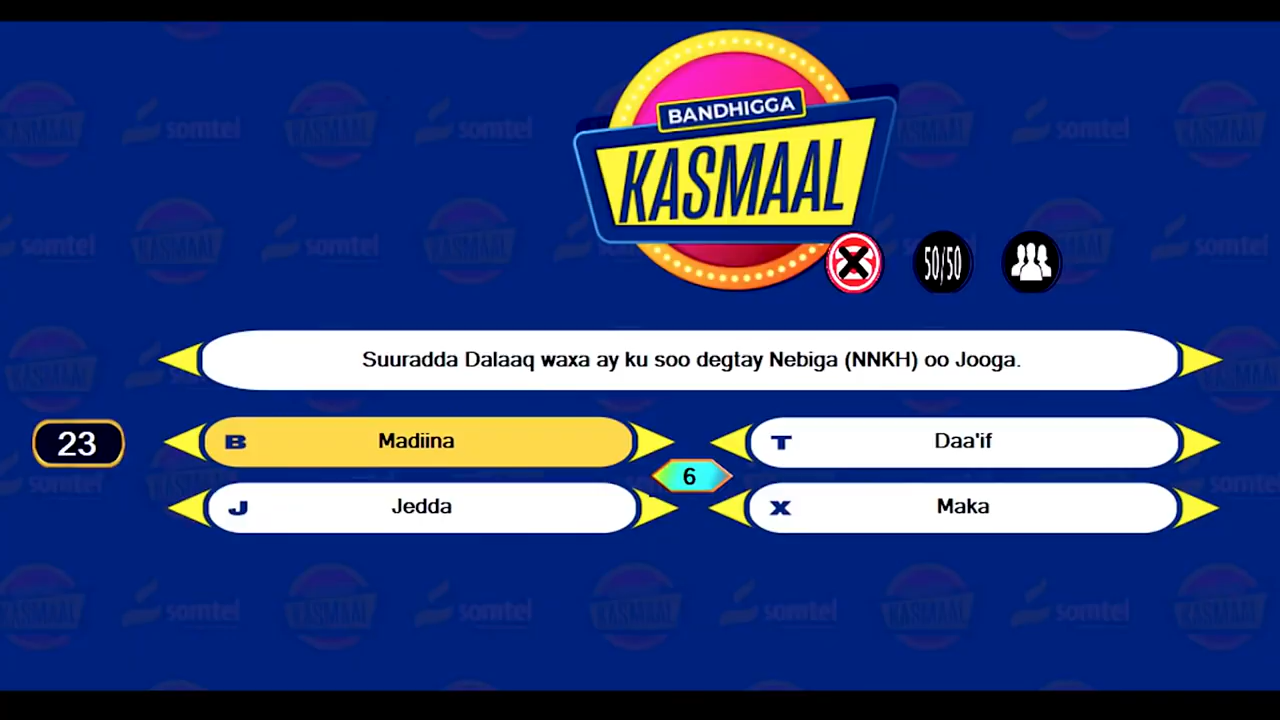 BANDHIGGA
KASMAAL
50/50
Suuradda Dalaaq waxa ay ku soo degtay Nebiga (NNKH) oo Jooga.
23
B Madiina
T Daa'if
6
J Jedda
X Maka
somtel